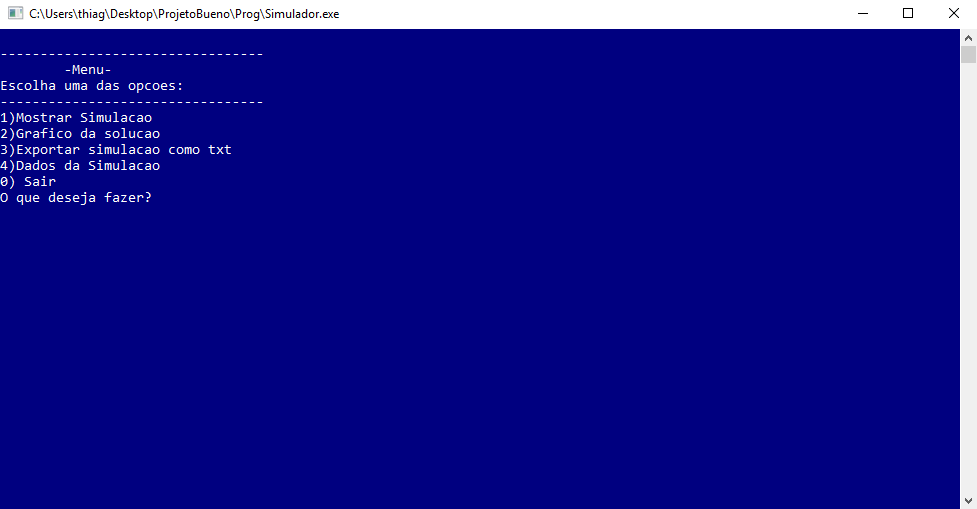 C:\Users\thiag\Desktop\ProjetoBueno\Prog\Simulador.exe
---------------------------------
-Menu-
Escolha uma das opcoes:
---------------------------------
1)Mostrar Simulacao
2)Grafico da solucao
3)Exportar simulacao como txt
4)Dados da Simulacao
0) Sair
O que deseja fazer?